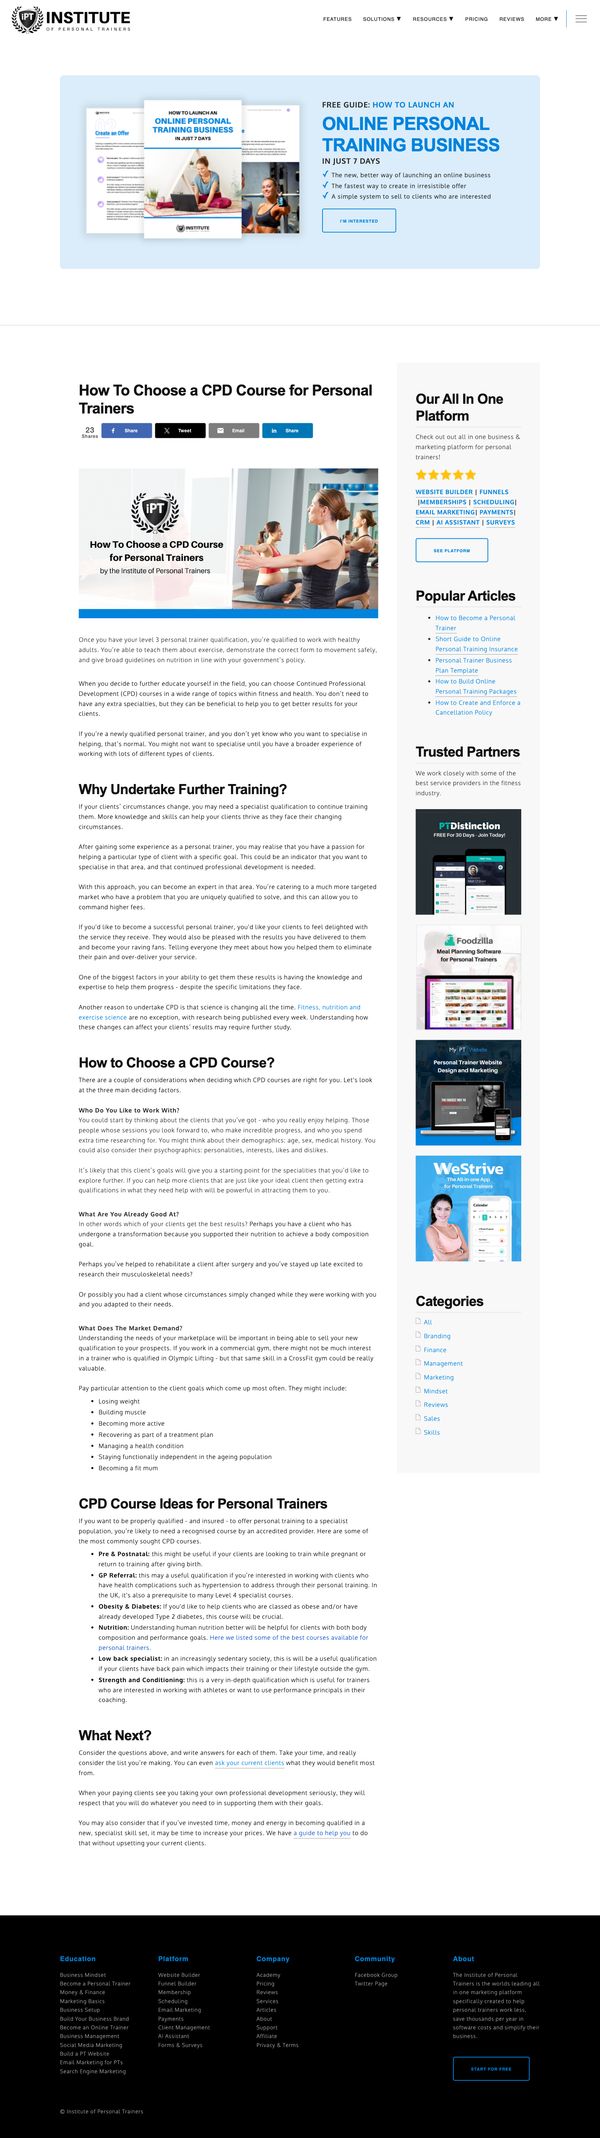 iPT INSTITUTE
OF PERSONAL TRAINERS
FEATURES SOLUTIONS ▼ RESOURCES ▼ PRICING REVIEWS MORE ▼
INSTITUTE
Create an Offer
HOW TO LAUNCH AN
ONLINE PERSONAL
TRAINING BUSINESS
IN JUST 7 DAYS
INSTITUTE
FREE GUIDE: HOW TO LAUNCH AN
ONLINE PERSONAL
TRAINING BUSINESS
IN JUST 7 DAYS
The new, better way of launching an online business
The fastest way to create in irresistible offer
A simple system to sell to clients who are interested
I'M INTERESTED
How To Choose a CPD Course for Personal
Trainers
23
Shares
Share
Tweet
Email
Share
iPT
How To Choose a CPD Course
for Personal Trainers
by the Institute of Personal Trainers
Once you have your level 3 personal trainer qualification, you're qualified to work with healthy
adults. You're able to teach them about exercise, demonstrate the correct form to movement safely,
and give broad guidelines on nutrition in line with your government's policy.
When you decide to further educate yourself in the field, you can choose Continued Professional
Development (CPD) courses in a wide range of topics within fitness and health. You don't need to
have any extra specialties, but they can be beneficial to help you to get better results for your
clients.
If you're a newly qualified personal trainer, and you don't yet know who you want to specialise in
helping, that's normal. You might not want to specialise until you have a broader experience of
working with lots of different types of clients.
Why Undertake Further Training?
If your clients' circumstances change, you may need a specialist qualification to continue training
them. More knowledge and skills can help your clients thrive as they face their changing
circumstances.
After gaining some experience as a personal trainer, you may realise that you have a passion for
helping a particular type of client with a specific goal. This could be an indicator that you want to
specialise in that area, and that continued professional development is needed.
With this approach, you can become an expert in that area. You're catering to a much more targeted
market who have a problem that you are uniquely qualified to solve, and this can allow you to
command higher fees.
If you'd like to become a successful personal trainer, you'd like your clients to feel delighted with
the service they receive. They would also be pleased with the results you have delivered to them
and become your raving fans. Telling everyone they meet about how you helped them to eliminate
their pain and over-deliver your service.
One of the biggest factors in your ability to get them these results is having the knowledge and
expertise to help them progress - despite the specific limitations they face.
Another reason to undertake CPD is that science is changing all the time. Fitness, nutrition and
exercise science are no exception, with research being published every week. Understanding how
these changes can affect your clients' results may require further study.
How to Choose a CPD Course?
There are a couple of considerations when deciding which CPD courses are right for you. Let's look
at the three main deciding factors.
Who Do You Like to Work With?
You could start by thinking about the clients that you've got - who you really enjoy helping. Those
people whose sessions you look forward to, who make incredible progress, and who you spend
extra time researching for. You might think about their demographics: age, sex, medical history. You
could also consider their psychographics: personalities, interests, likes and dislikes.
It's likely that this client's goals will give you a starting point for the specialities that you'd like to
explore further. If you can help more clients that are just like your ideal client then getting extra
qualifications in what they need help with will be powerful in attracting them to you.
What Are You Already Good At?
In other words which of your clients get the best results? Perhaps you have a client who has
undergone a transformation because you supported their nutrition to achieve a body composition
goal.
Perhaps you've helped to rehabilitate a client after surgery and you've stayed up late excited to
research their musculoskeletal needs?
Or possibly you had a client whose circumstances simply changed while they were working with you
and you adapted to their needs.
What Does The Market Demand?
Understanding the needs of your marketplace will be important in being able to sell your new
qualification to your prospects. If you work in a commercial gym, there might not be much interest
in a trainer who is qualified in Olympic Lifting - but that same skill in a CrossFit gym could be really
valuable.
Pay particular attention to the client goals which come up most often. They might include:
Losing weight
Building muscle
Becoming more active
Recovering as part of a treatment plan
Managing a health condition
Staying functionally independent in the ageing population
Becoming a fit mum
CPD Course Ideas for Personal Trainers
If you want to be properly qualified - and insured - to offer personal training to a specialist
population, you're likely to need a recognised course by an accredited provider. Here are some of
the most commonly sought CPD courses.
Pre & Postnatal: this might be useful if your clients are looking to train while pregnant or
return to training after giving birth.
GP Referral: this may a useful qualification if you're interested in working with clients who
have health complications such as hypertension to address through their personal training. In
the UK, it's also a prerequisite to many Level 4 specialist courses.
Obesity & Diabetes: If you'd like to help clients who are classed as obese and/or have
already developed Type 2 diabetes, this course will be crucial.
Nutrition: Understanding human nutrition better will be helpful for clients with both body
composition and performance goals. Here we listed some of the best courses available for
personal trainers.
Low back specialist: in an increasingly sedentary society, this is will be a useful qualification
if your clients have back pain which impacts their training or their lifestyle outside the gym.
Strength and Conditioning: this is a very in-depth qualification which is useful for trainers
who are interested in working with athletes or want to use performance principals in their
coaching.
What Next?
Consider the questions above, and write answers for each of them. Take your time, and really
consider the list you're making. You can even ask your current clients what they would benefit most
from.
When your paying clients see you taking your own professional development seriously, they will
respect that you will do whatever you need to in supporting them with their goals.
You may also consider that if you've invested time, money and energy in becoming qualified in a
new, specialist skill set, it may be time to increase your prices. We have a guide to help you to do
that without upsetting your current clients.
Our All In One
Platform
Check out out all in one business &
marketing platform for personal
trainers!
WEBSITE BUILDER | FUNNELS
|MEMBERSHIPS | SCHEDULING|
EMAIL MARKETING| PAYMENTS|
CRM | AI ASSISTANT | SURVEYS
SEE PLATFORM
Popular Articles
How to Become a Personal
Trainer
Short Guide to Online
Personal Training Insurance
Personal Trainer Business
Plan Template
How to Build Online
Personal Training Packages
How to Create and Enforce a
Cancellation Policy
Trusted Partners
We work closely with some of the
best service providers in the fitness
industry.
PTDistinction
FREE For 30 Days - Join Today!
Foodzilla
Meal Planning Software
for Personal Trainers
My PT Website
Personal Trainer Website
Design and Marketing
WeStrive
The All-in-one App
for Personal Trainers
Calendar
Categories
All
Branding
Finance
Management
Marketing
Mindset
Reviews
Sales
Skills
Education
Business Mindset
Become a Personal Trainer
Money & Finance
Marketing Basics
Business Setup
Build Your Business Brand
Become an Online Trainer
Business Management
Social Media Marketing
Build a PT Website
Email Marketing for PTs
Search Engine Marketing
Platform
Website Builder
Funnel Builder
Membership
Scheduling
Email Marketing
Payments
Client Management
AI Assistant
Forms & Surveys
Company
Academy
Pricing
Reviews
Services
Articles
About
Support
Affiliate
Privacy & Terms
Community
Facebook Group
Twitter Page
About
The Institute of Personal
Trainers is the worlds leading all
in one marketing platform
specifically created to help
personal trainers work less,
save thousands per year in
software costs and simplify their
business.
START FOR FREE
© Institute of Personal Trainers